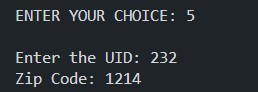 ENTER YOUR CHOICE: 5
Enter the UID: 232
Zip Code: 1214